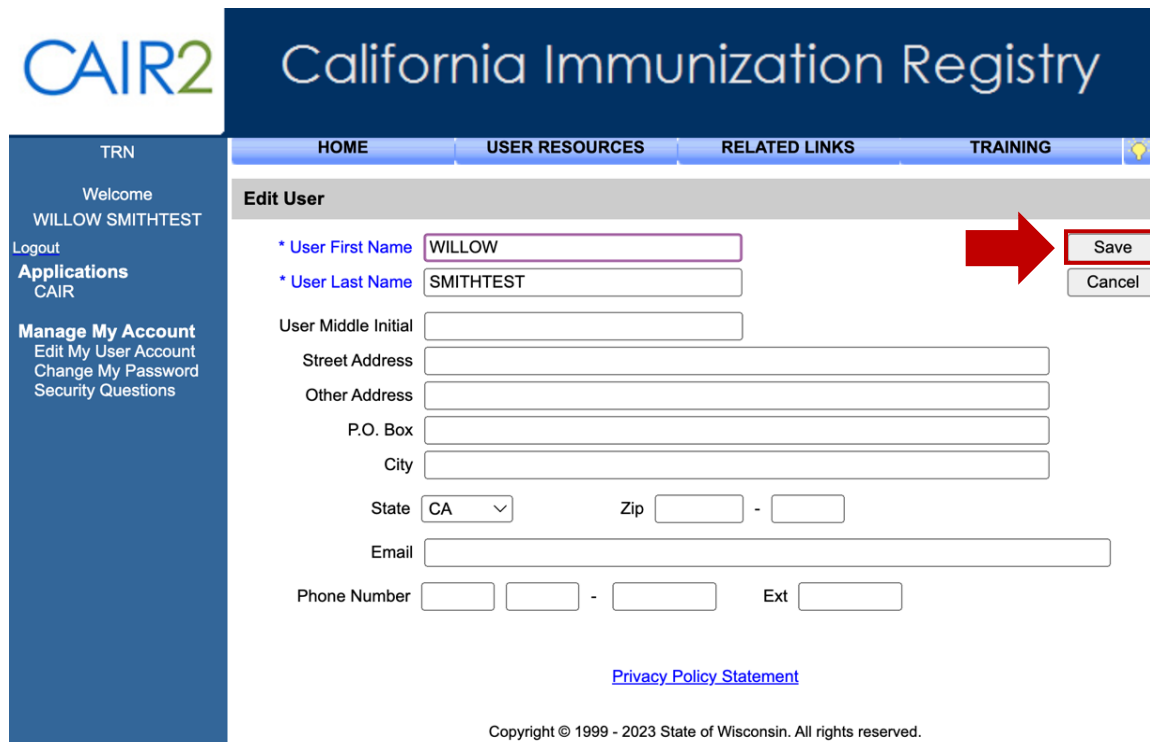 CAIR2
California Immunization Registry
TRN
Welcome
WILLOW SMITHTEST
Logout
Applications
CAIR
Manage My Account
Edit My User Account
Change My Password
Security Questions
HOME USER RESOURCES RELATED LINKS TRAINING
Edit User
* User First Name WILLOW
Save
* User Last Name SMITHTEST
Cancel
User Middle Initial
Street Address
Other Address
P.O. Box
City
State CA Zip -
Email
Phone Number - Ext
Privacy Policy Statement
Copyright © 1999 - 2023 State of Wisconsin. All rights reserved.